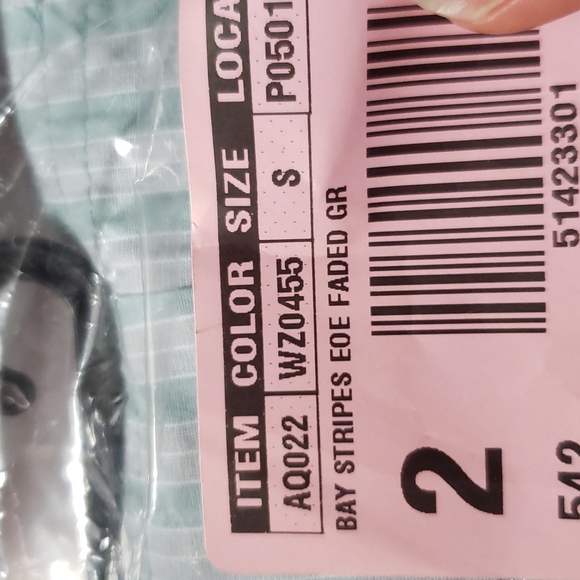 ITEM COLOR SIZE LOCA
AQ022 WZ0455 S P0501
BAY STRIPES EOE FADED GR
2
51423301
542